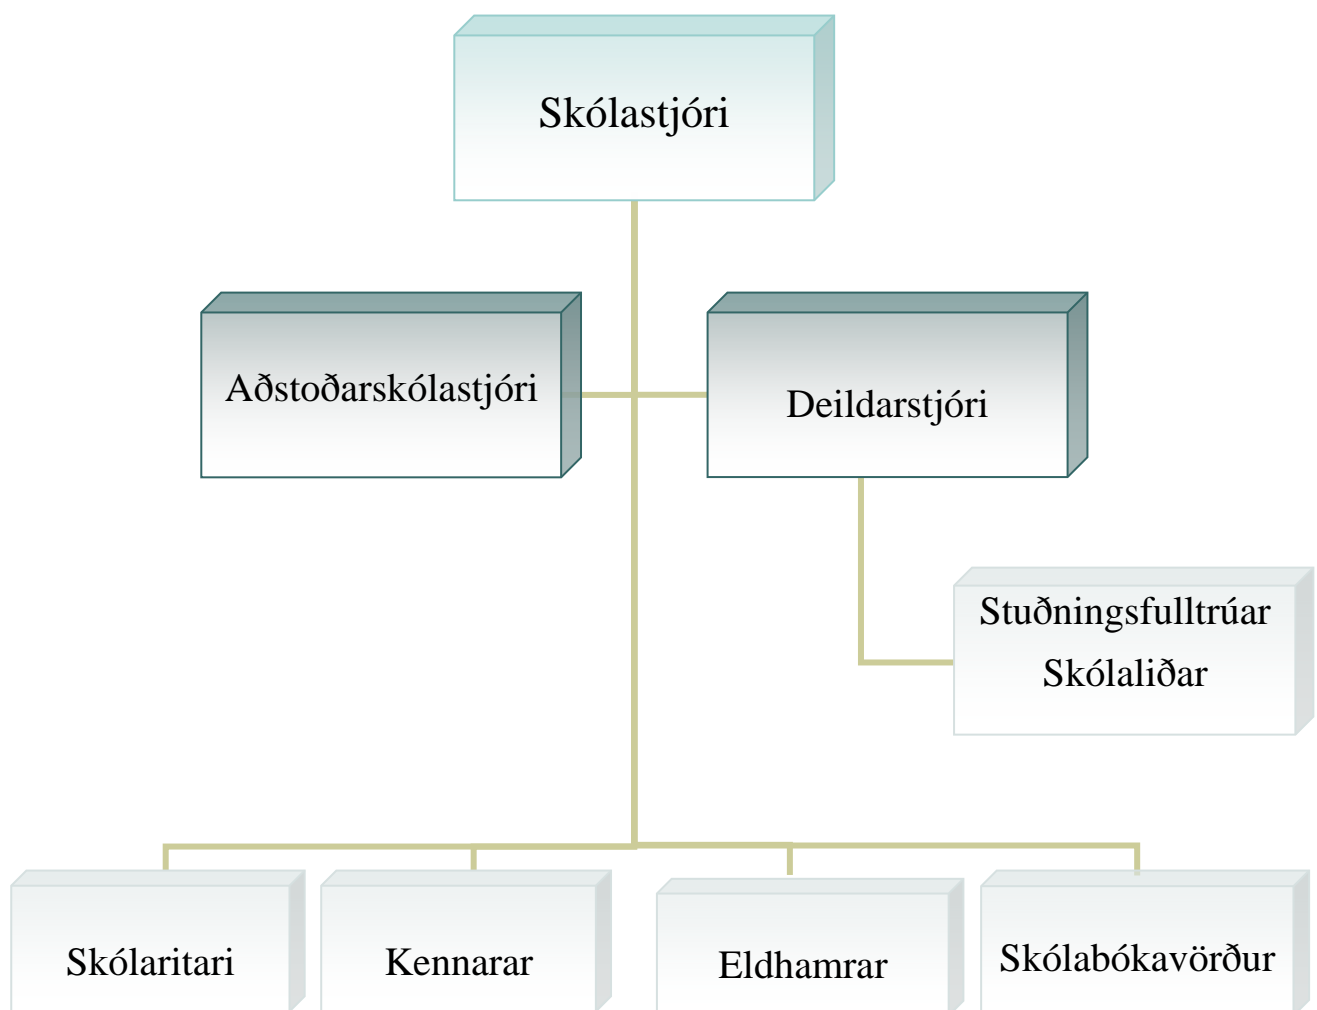 Skólastjóri
Aðstoðarskólastjóri
Deildarstjóri
Stuðningsfulltrúar
Skólaliðar
Skólaritari
Kennarar
Eldhamrar
Skólabókavörður